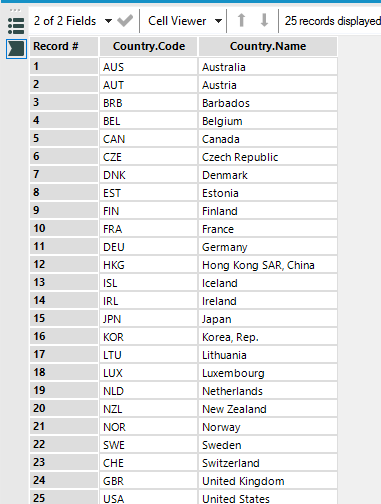 2 of 2 Fields Cell Viewer 25 records displayed
Record # Country.Code Country.Name
1 AUS Australia
2 AUT Austria
3 BRB Barbados
4 BEL Belgium
5 CAN Canada
6 CZE Czech Republic
7 DNK Denmark
8 EST Estonia
9 FIN Finland
10 FRA France
11 DEU Germany
12 HKG Hong Kong SAR, China
13 ISL Iceland
14 IRL Ireland
15 JPN Japan
16 KOR Korea, Rep.
17 LTU Lithuania
18 LUX Luxembourg
19 NLD Netherlands
20 NZL New Zealand
21 NOR Norway
22 SWE Sweden
23 CHE Switzerland
24 GBR United Kingdom
25 USA United States